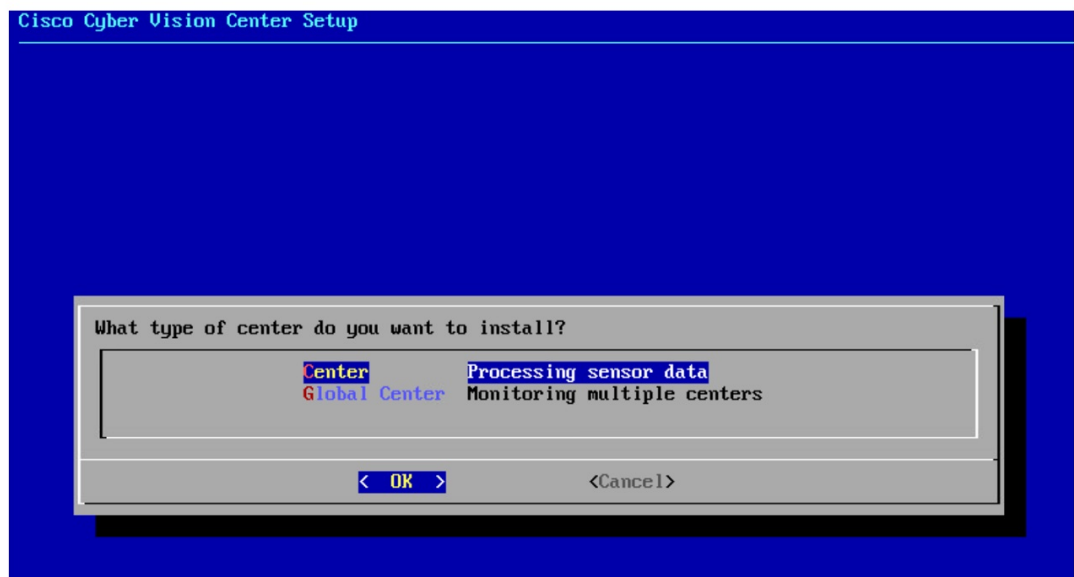 Cisco Cyber Vision Center Setup
What type of center do you want to install?
Center Processing sensor data
Global Center Monitoring multiple centers
< OK > <Cancel>